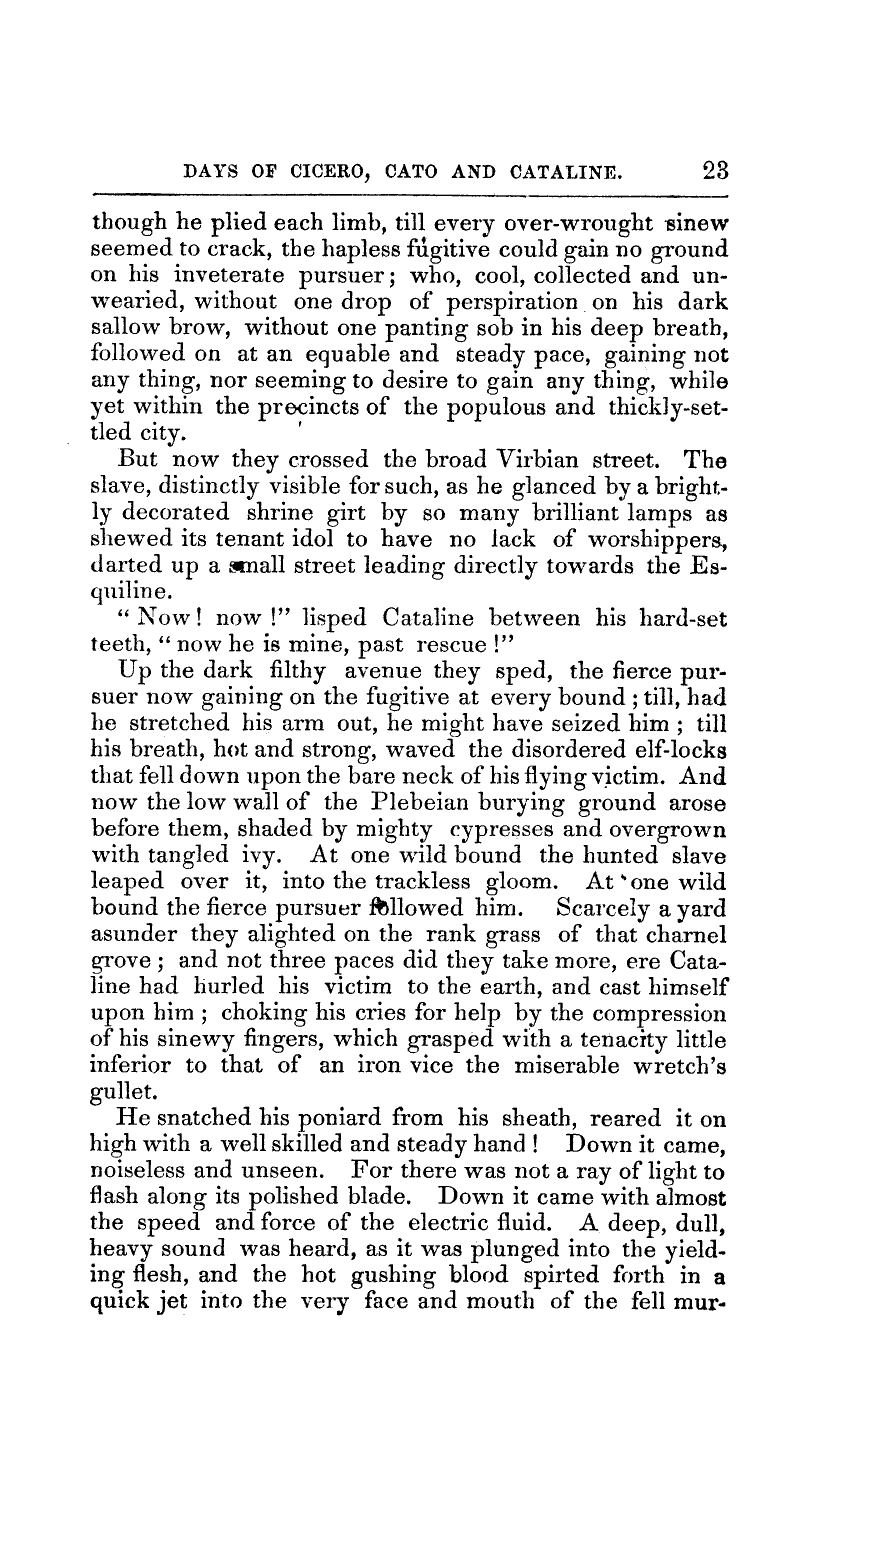 DAYS OF CICERO, CATO AND CATALINE. 23
though he plied each limb, till every over-wrought sinew
seemed to crack, the hapless fugitive could gain no ground
on his inveterate pursuer; who, cool, collected and un-
wearied, without one drop of perspiration on his dark
sallow brow, without one panting sob in his deep breath,
followed on at an equable and steady pace, gaining not
any thing, nor seeming to desire to gain any thing, while
yet within the precincts of the populous and thickly-set-
tled city.
But now they crossed the broad Virbian street. The
slave, distinctly visible for such, as he glanced by a bright-
ly decorated shrine girt by so many brilliant lamps as
shewed its tenant idol to have no lack of worshippers,
darted up a small street leading directly towards the Es-
quiline.
“ Now ! now !” lisped Cataline between his hard-set
teeth, “ now he is mine, past rescue !”
Up the dark filthy avenue they sped, the fierce pur-
suer now gaining on the fugitive at every bound ; till, had
he stretched his arm out, he might have seized him ; till
his breath, hot and strong, waved the disordered elf-locks
that fell down upon the bare neck of his flying victim. And
now the low wall of the Plebeian burying ground arose
before them, shaded by mighty cypresses and overgrown
with tangled ivy. At one wild bound the hunted slave
leaped over it, into the trackless gloom. At one wild
bound the fierce pursuer followed him. Scarcely a yard
asunder they alighted on the rank grass of that charnel
grove ; and not three paces did they take more, ere Cata-
line had hurled his victim to the earth, and cast himself
upon him ; choking his cries for help by the compression
of his sinewy fingers, which grasped with a tenacity little
inferior to that of an iron vice the miserable wretch’s
gullet.
He snatched his poniard from his sheath, reared it on
high with a well skilled and steady hand ! Down it came,
noiseless and unseen. For there was not a ray of light to
flash along its polished blade. Down it came with almost
the speed and force of the electric fluid. A deep, dull,
heavy sound was heard, as it was plunged into the yield-
ing flesh, and the hot gushing blood spirted forth in a
quick jet into the very face and mouth of the fell mur-